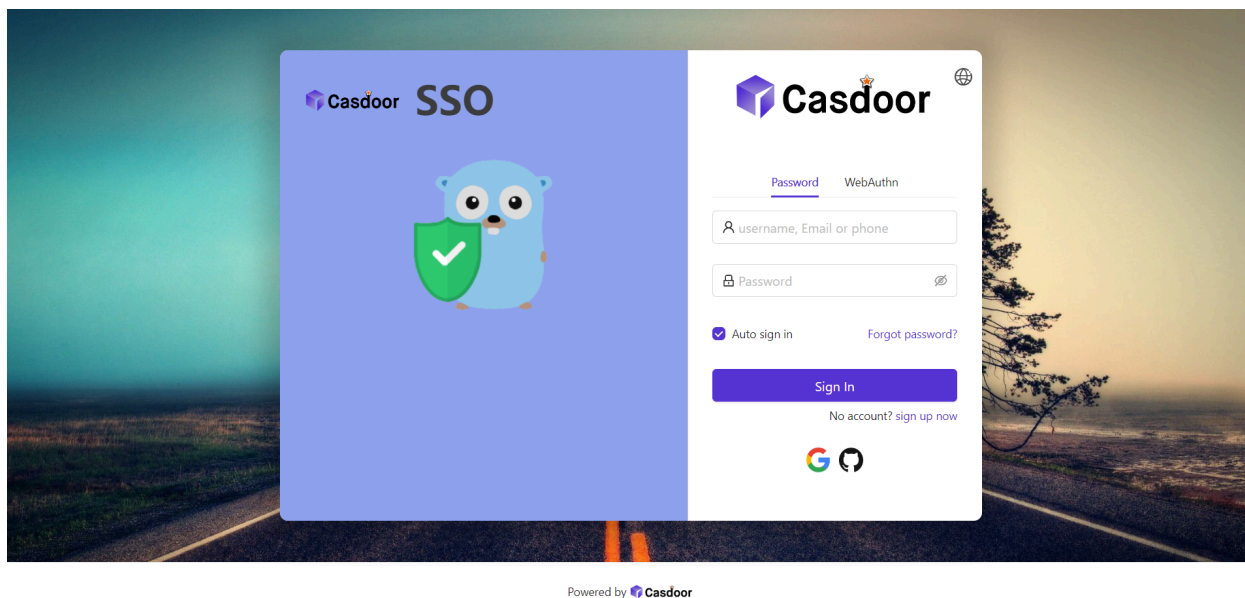 Casdoor SSO
Casdoor
Password WebAuthn
username, Email or phone
Password
Auto sign in Forgot password?
Sign In
No account? sign up now
Powered by Casdoor